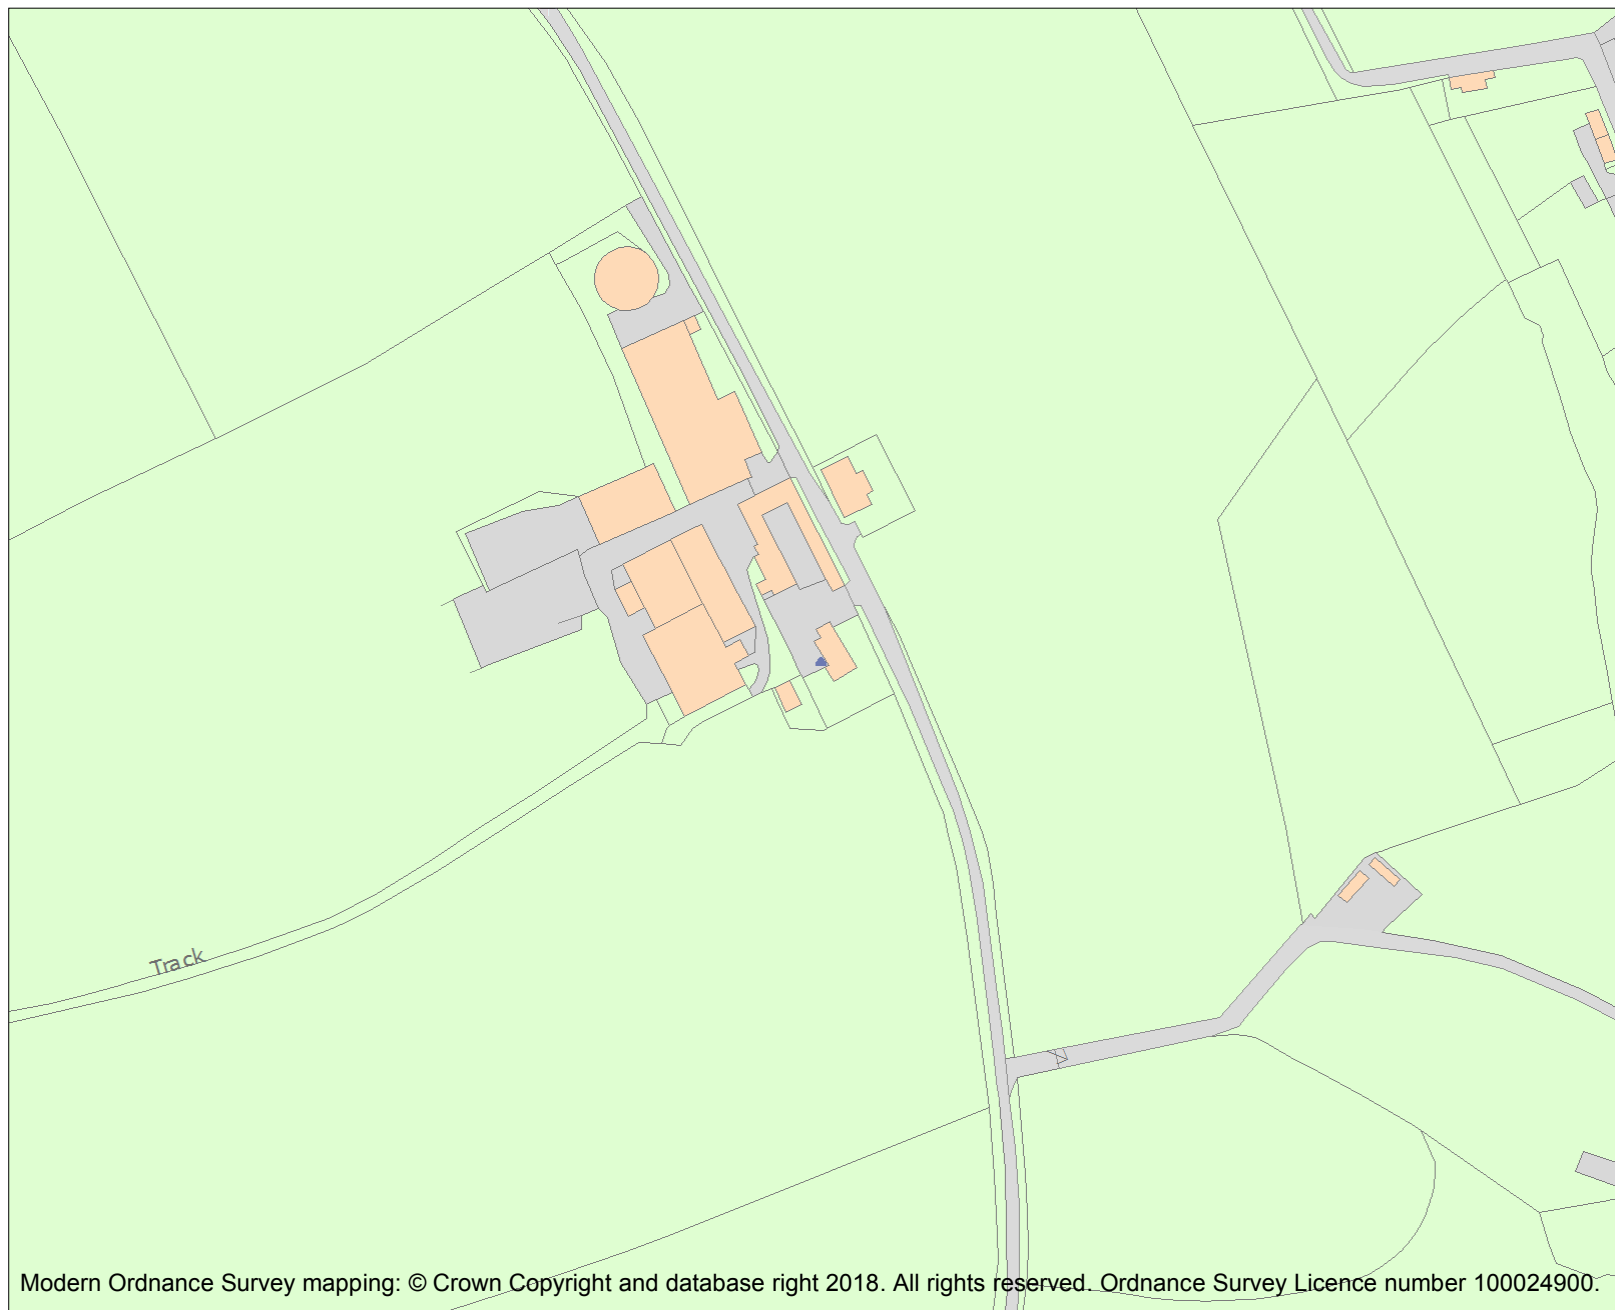 Track
Modern Ordnance Survey mapping: © Crown Copyright and database right 2018. All rights reserved. Ordnance Survey Licence number 100024900.